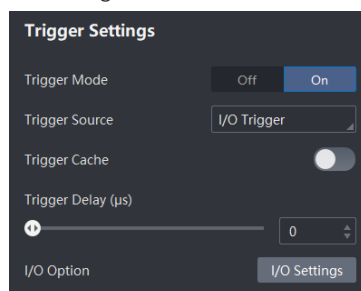 Trigger Settings
Trigger Mode Off On
Trigger Source I/O Trigger
Trigger Cache
Trigger Delay (µs)
0
I/O Option I/O Settings